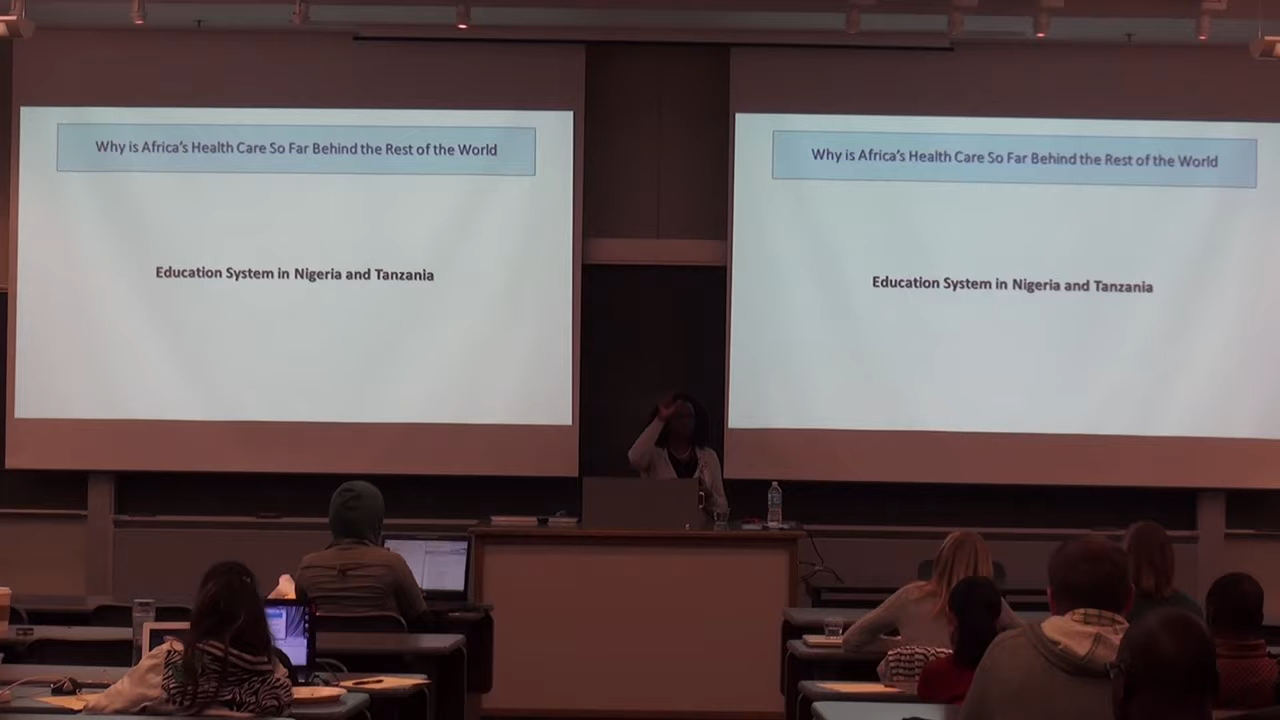 Why is Africa's Health Care So Far Behind the Rest of the World
Education System in Nigeria and Tanzania
Why is Africa's Health Care So Far Behind the Rest of the World
Education System in Nigeria and Tanzania